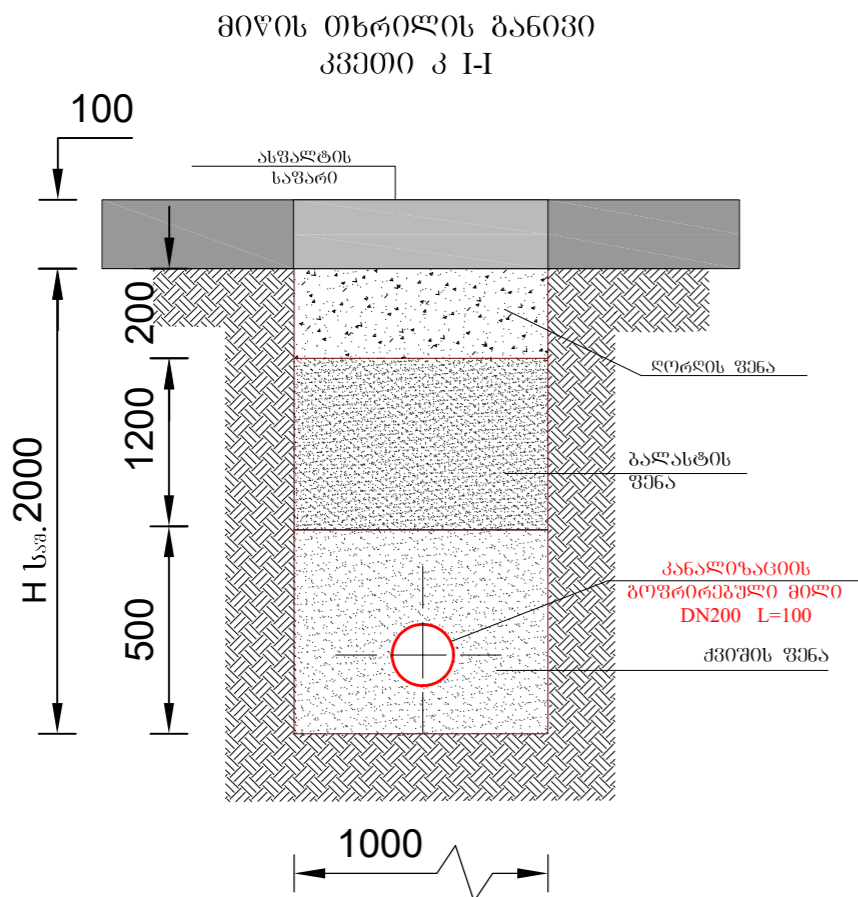 მიწის თხრილის განივი
კვეთი კ I-I
100
ასფალტის
საფარი
200
ღორღის ფენა
1200
ბალასტის
ფენა
H საშ.2000
კანალიზაციის
გოფრირებული მილი
DN200 L=100
500
ქვიშის ფენა
1000